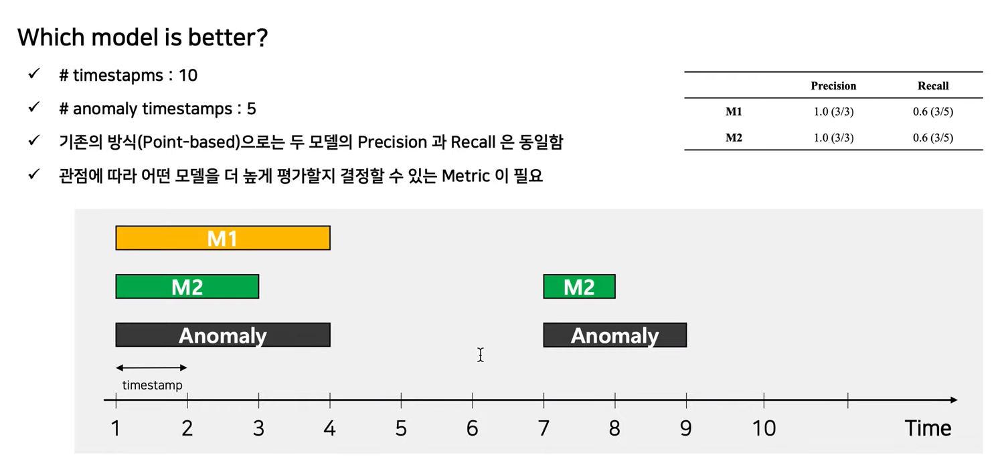 Which model is better?
✓ # timestapms : 10
✓ # anomaly timestamps : 5
✓ 기존의 방식(Point-based)으로는 두 모델의 Precision 과 Recall 은 동일함
✓ 관점에 따라 어떤 모델을 더 높게 평가할지 결정할 수 있는 Metric 이 필요
Precision Recall
M1 1.0 (3/3) 0.6 (3/5)
M2 1.0 (3/3) 0.6 (3/5)
M1
M2 M2
Anomaly Anomaly
timestamp
1 2 3 4 5 6 7 8 9 10 Time